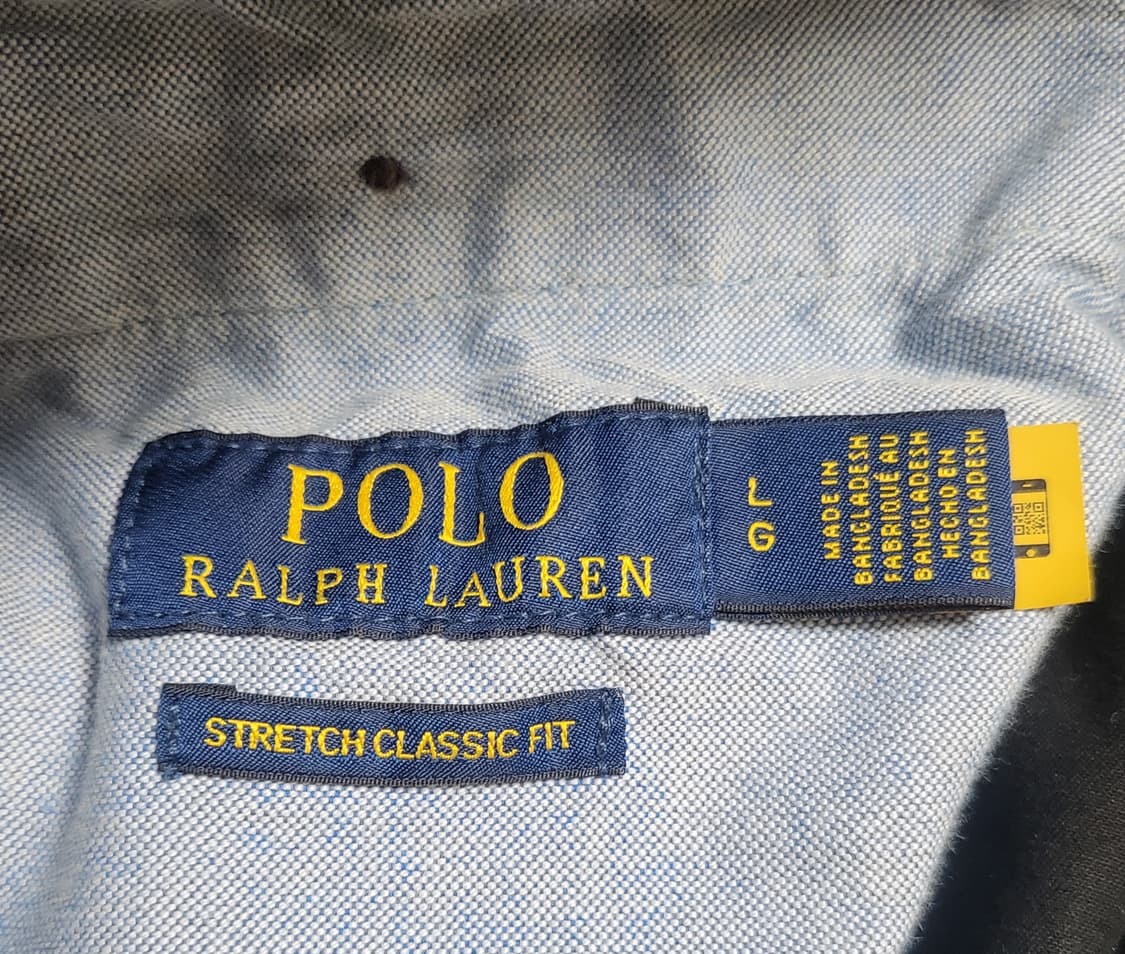 POLO
RALPH LAUREN
L
G
MADE IN
BANGLADESH
FABRIQUÉ AU
BANGLADESH
HECHO EN
BANGLADESH
STRETCH CLASSIC FIT